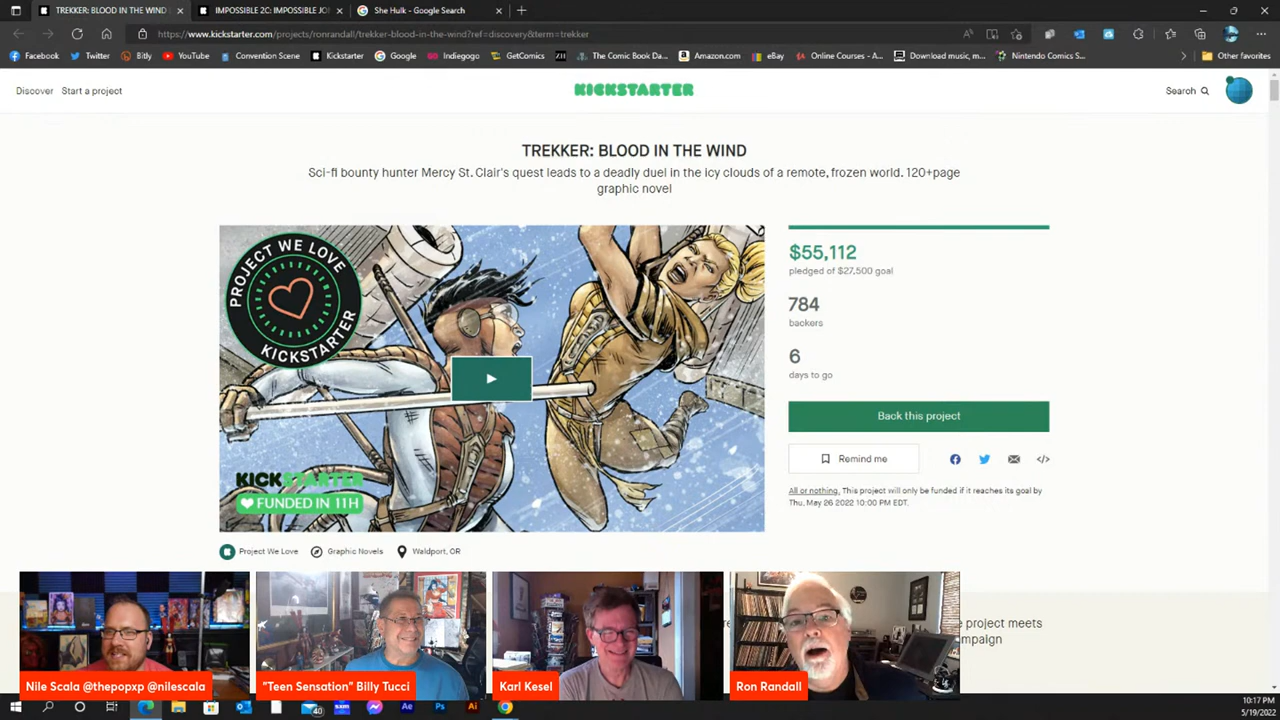 TREKKER: BLOOD IN THE WIND
IMPOSSIBLE 2C: IMPOSSIBLE JO
She Hulk - Google Search
https://www.kickstarter.com/projects/ronrandall/trekker-blood-in-the-wind?ref=discovery&term=trekker
Facebook Twitter Bitly YouTube Convention Scene Kickstarter Google Indiegogo GetComics The Comic Book Da... Amazon.com eBay Online Courses - A... Download music, m... Nintendo Comics S... Other favorites
Discover Start a project KICKSTARTER Search
TREKKER: BLOOD IN THE WIND
Sci-fi bounty hunter Mercy St. Clair's quest leads to a deadly duel in the icy clouds of a remote, frozen world. 120+page
graphic novel
PROJECT WE LOVE
KICKSTARTER
KICKSTARTER
FUNDED IN 11H
$55,112
pledged of $27,500 goal
784
backers
6
days to go
Back this project
Remind me
</>
All or nothing. This project will only be funded if it reaches its goal by
Thu, May 26 2022 10:00 PM EDT.
Project We Love Graphic Novels Waldport, OR
e project meets
ampaign
Nile Scala @thepopxp @nilescala
"Teen Sensation" Billy Tucci
Karl Kesel
Ron Randall
40
Ae Ps Ai
10:17 PM
5/19/2022